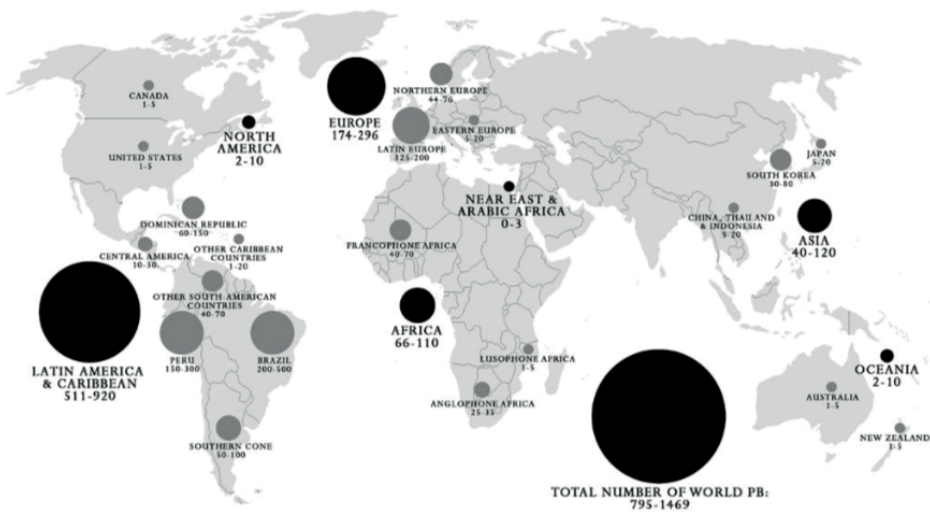 CANADA
1-5
NORTH
AMERICA
2-10
UNITED STATES
1-5
DOMINICAN REPUBLIC
60-150
CENTRAL AMERICA
10-30
OTHER CARIBBEAN
COUNTRIES
1-20
OTHER SOUTH-AMERICAN
COUNTRIES
40-70
LATIN AMERICA
& CARIBBEAN
511-920
PERU
150-300
BRAZIL
200-500
SOUTHERN CONE
50-100
EUROPE
174-296
NORTHERN EUROPE
44-76
LATIN EUROPE
125-200
EASTERN EUROPE
5-20
NEAR EAST &
ARABIC AFRICA
0-3
FRANCOPHONE AFRICA
40-70
AFRICA
66-110
LUSOPHONE AFRICA
1-5
ANGLOPHONE AFRICA
25-35
JAPAN
5-20
SOUTH KOREA
30-80
CHINA, THAILAND
& INDONESIA
5-20
ASIA
40-120
OCEANIA
2-10
AUSTRALIA
1-5
NEW ZEALAND
1-5
TOTAL NUMBER OF WORLD PB:
795-1469